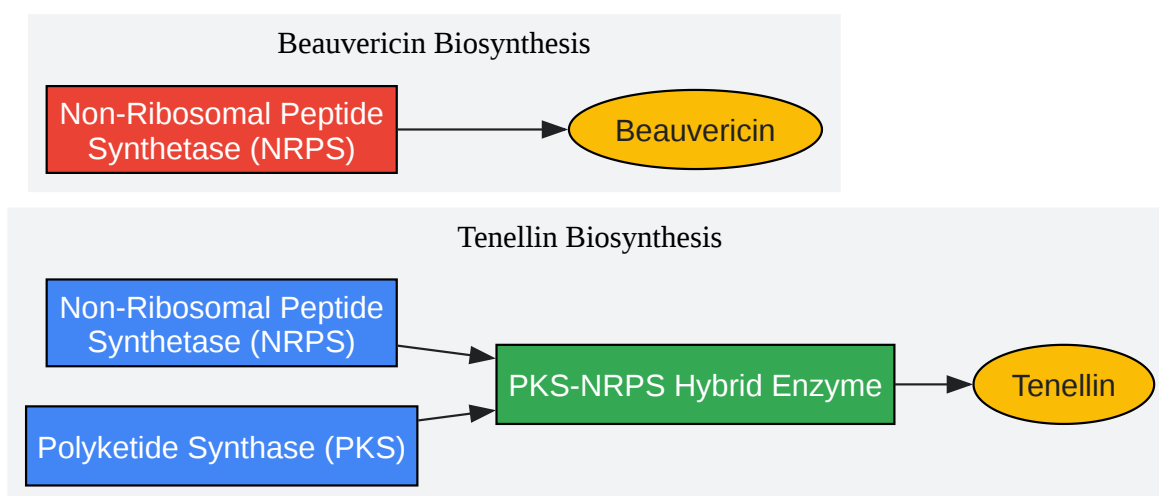 Beauvericin Biosynthesis
Non-Ribosomal Peptide
Synthetase (NRPS)
Beauvericin
Tenellin Biosynthesis
Non-Ribosomal Peptide
Synthetase (NRPS)
PKS-NRPS Hybrid Enzyme
Tenellin
Polyketide Synthase (PKS)